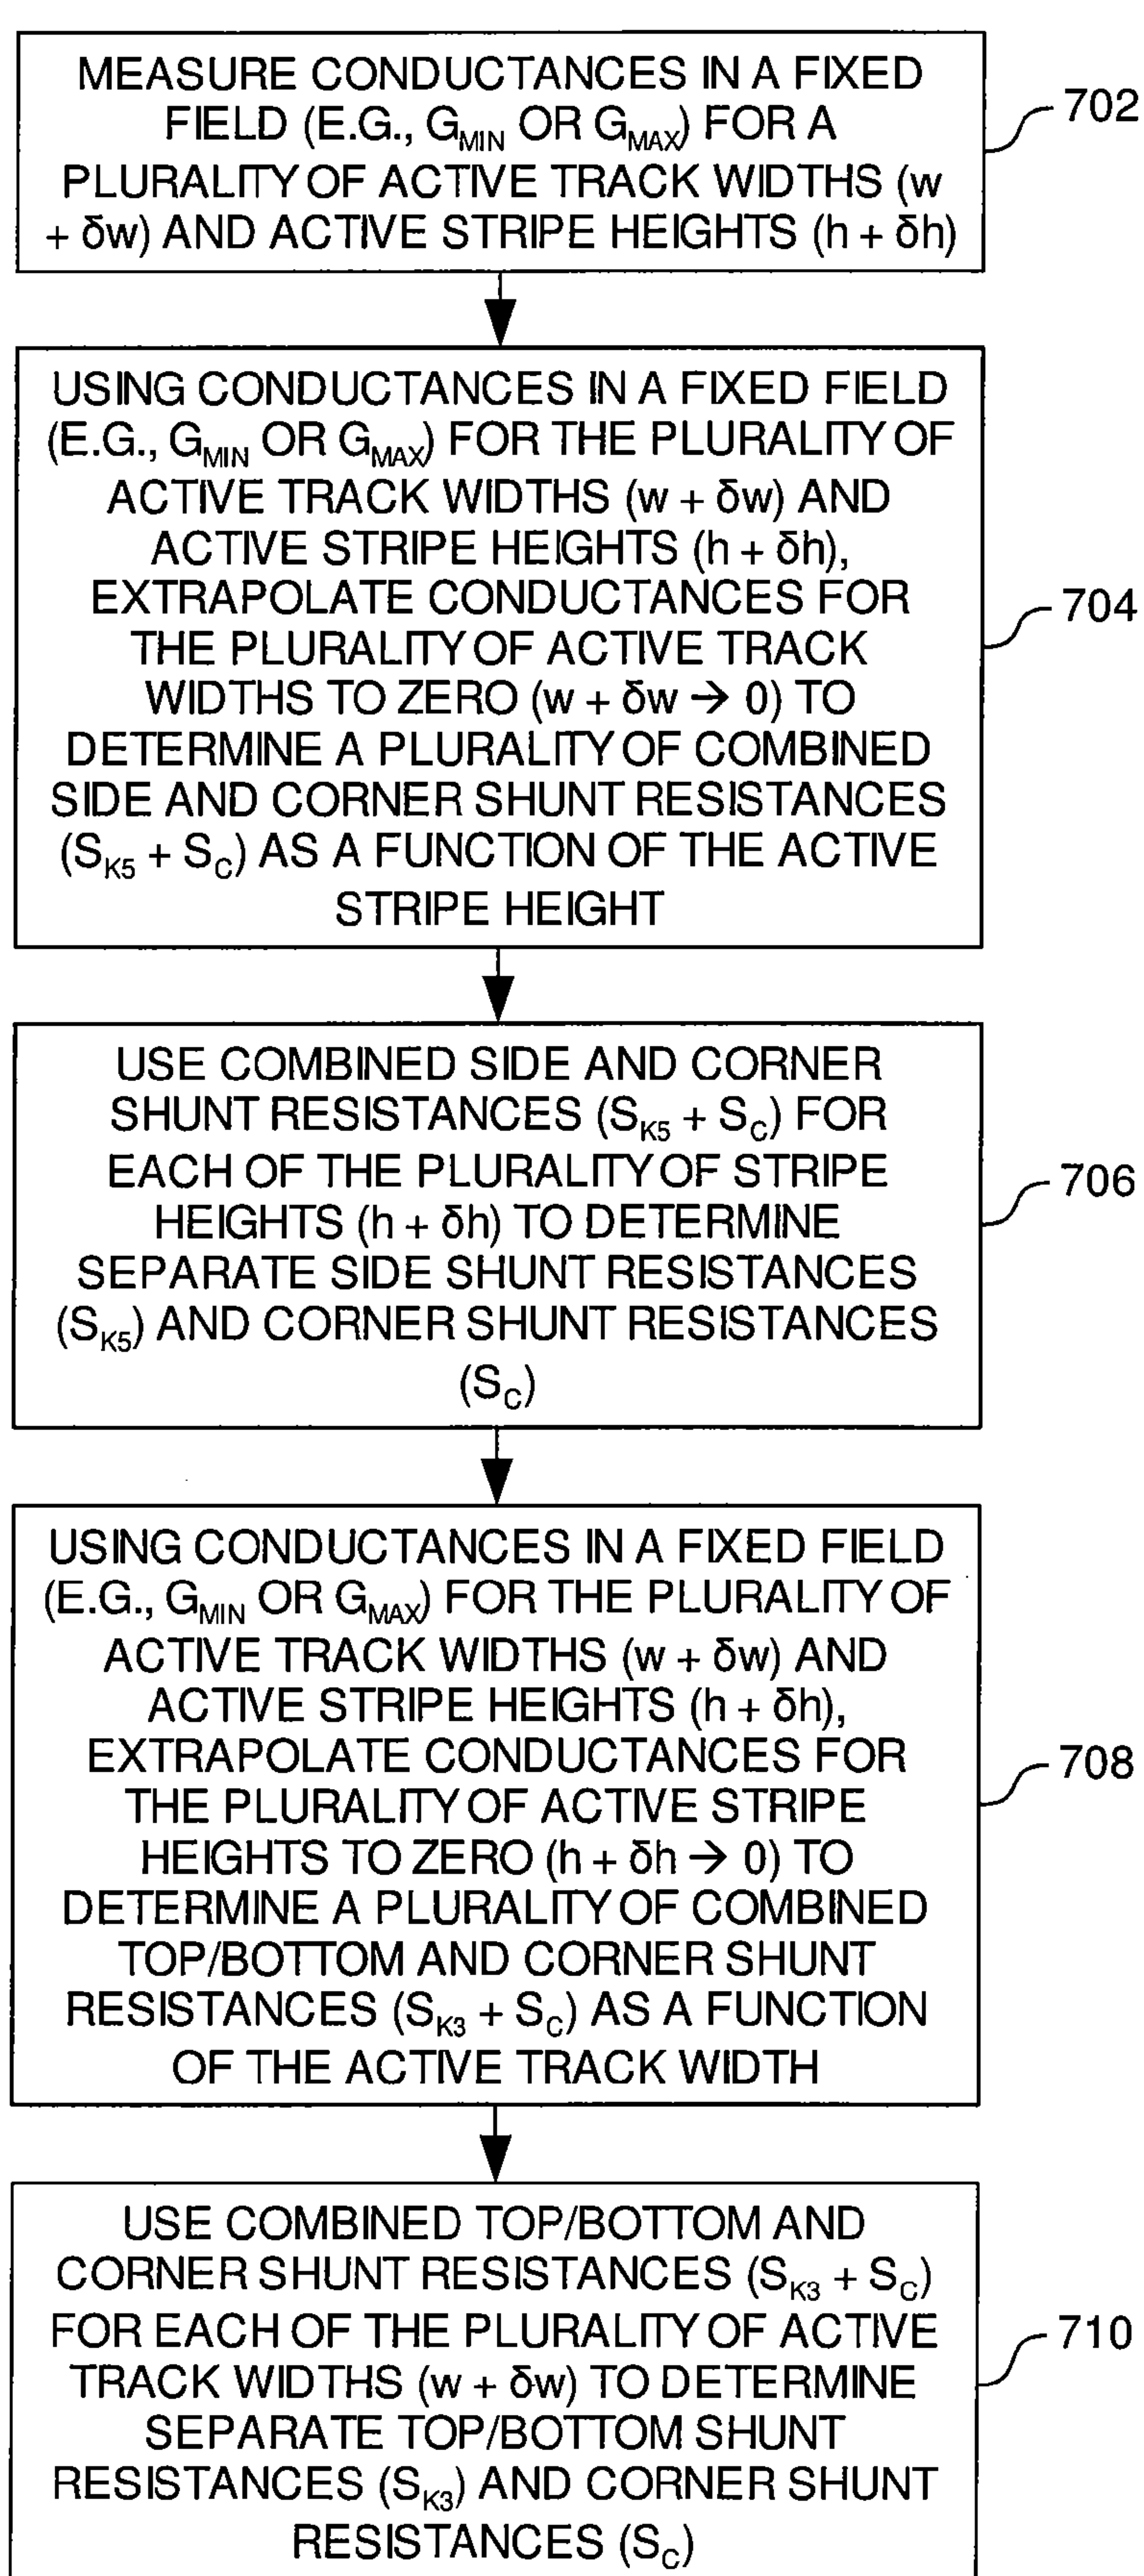 MEASURE CONDUCTANCES IN A FIXED
FIELD (E.G., GMIN OR GMAX) FOR A
PLURALITY OF ACTIVE TRACK WIDTHS (w
+ δw) AND ACTIVE STRIPE HEIGHTS (h + δh)
702
USING CONDUCTANCES IN A FIXED FIELD
(E.G., GMIN OR GMAX) FOR THE PLURALITY OF
ACTIVE TRACK WIDTHS (w + δw) AND
ACTIVE STRIPE HEIGHTS (h + δh),
EXTRAPOLATE CONDUCTANCES FOR
THE PLURALITY OF ACTIVE TRACK
WIDTHS TO ZERO (w + δw → 0) TO
DETERMINE A PLURALITY OF COMBINED
SIDE AND CORNER SHUNT RESISTANCES
(SK5 + SC) AS A FUNCTION OF THE ACTIVE
STRIPE HEIGHT
704
USE COMBINED SIDE AND CORNER
SHUNT RESISTANCES (SK5 + SC) FOR
EACH OF THE PLURALITY OF STRIPE
HEIGHTS (h + δh) TO DETERMINE
SEPARATE SIDE SHUNT RESISTANCES
(SK5) AND CORNER SHUNT RESISTANCES
(SC)
706
USING CONDUCTANCES IN A FIXED FIELD
(E.G., GMIN OR GMAX) FOR THE PLURALITY OF
ACTIVE TRACK WIDTHS (w + δw) AND
ACTIVE STRIPE HEIGHTS (h + δh),
EXTRAPOLATE CONDUCTANCES FOR
THE PLURALITY OF ACTIVE STRIPE
HEIGHTS TO ZERO (h + δh → 0) TO
DETERMINE A PLURALITY OF COMBINED
TOP/BOTTOM AND CORNER SHUNT
RESISTANCES (SK3 + SC) AS A FUNCTION
OF THE ACTIVE TRACK WIDTH
708
USE COMBINED TOP/BOTTOM AND
CORNER SHUNT RESISTANCES (SK3 + SC)
FOR EACH OF THE PLURALITY OF ACTIVE
TRACK WIDTHS (w + δw) TO DETERMINE
SEPARATE TOP/BOTTOM SHUNT
RESISTANCES (SK3) AND CORNER SHUNT
RESISTANCES (SC)
710